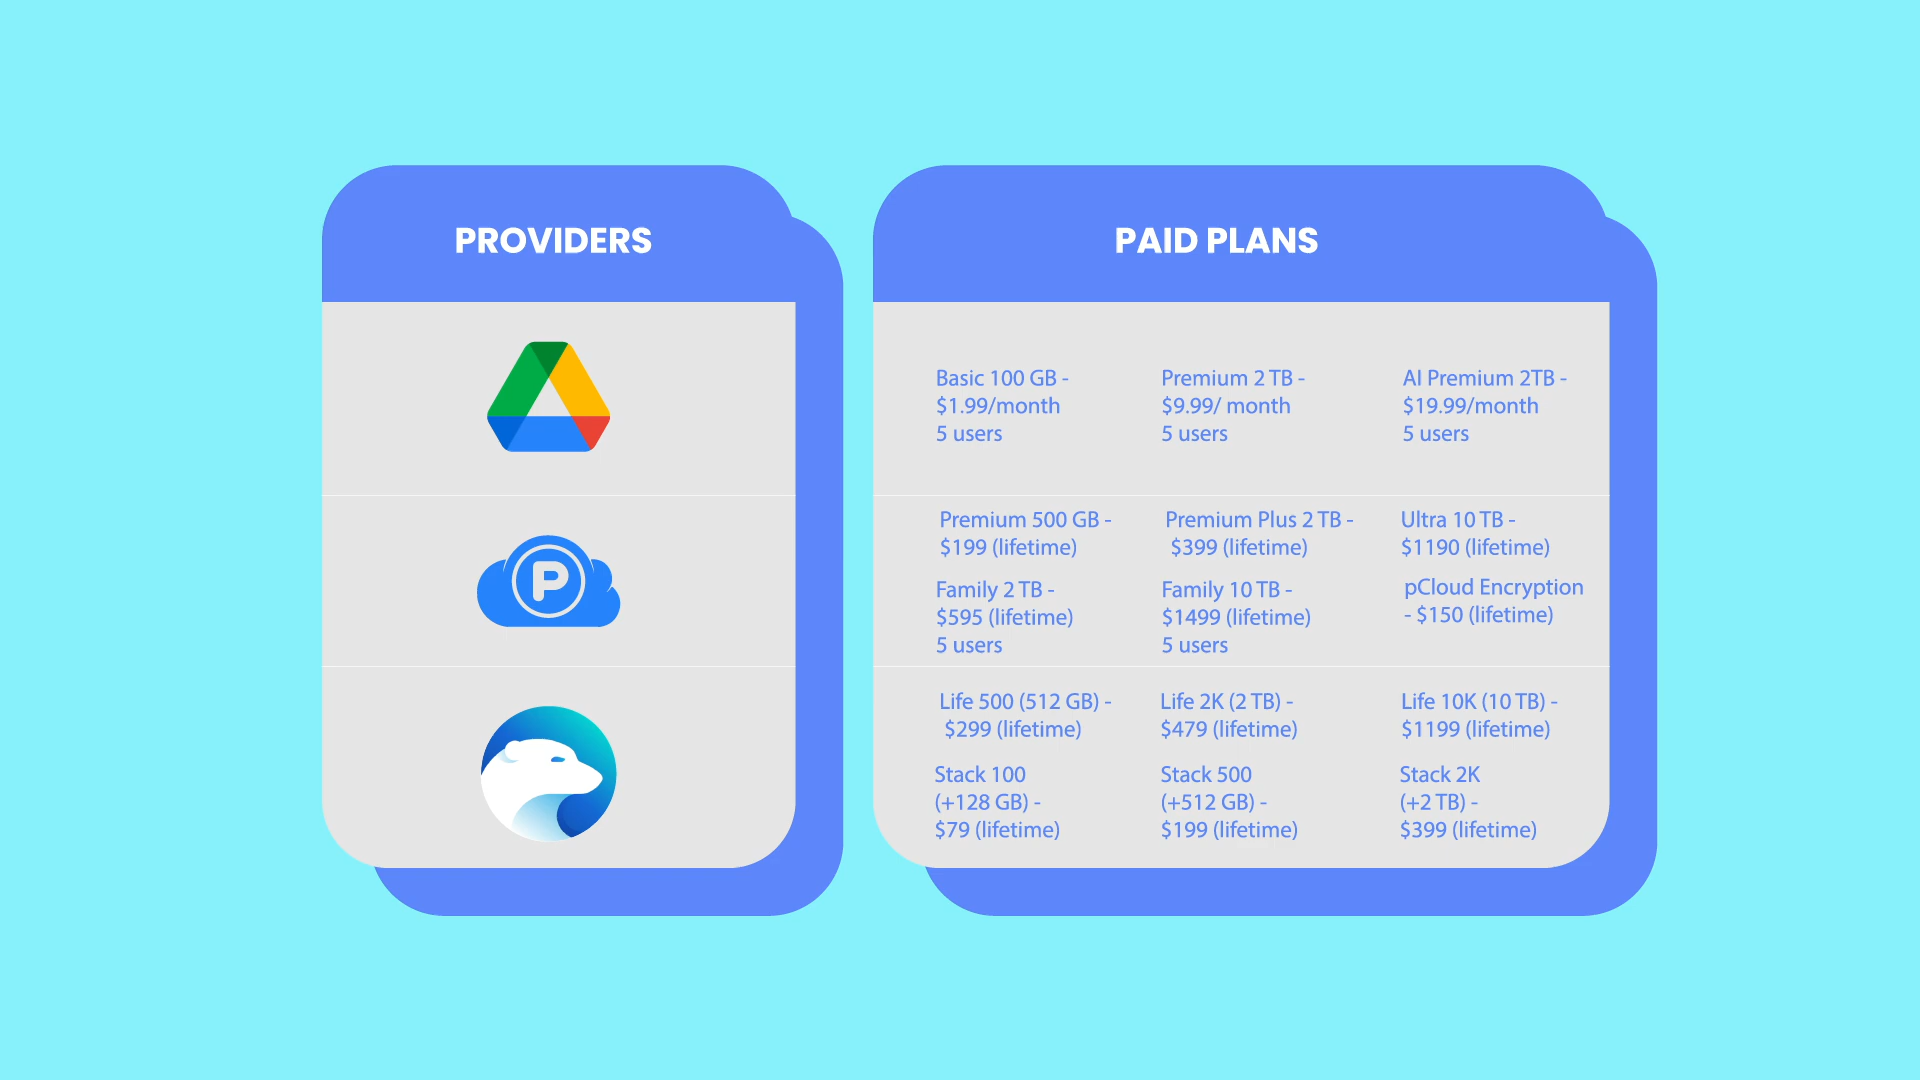 PROVIDERS
PAID PLANS
Basic 100 GB -
$1.99/month
5 users
Premium 2 TB -
$9.99/ month
5 users
AI Premium 2TB -
$19.99/month
5 users
P
Premium 500 GB -
$199 (lifetime)
Premium Plus 2 TB -
$399 (lifetime)
Ultra 10 TB -
$1190 (lifetime)
Family 2 TB -
$595 (lifetime)
5 users
Family 10 TB -
$1499 (lifetime)
5 users
pCloud Encryption
- $150 (lifetime)
Life 500 (512 GB) -
$299 (lifetime)
Life 2K (2 TB) -
$479 (lifetime)
Life 10K (10 TB) -
$1199 (lifetime)
Stack 100
(+128 GB) -
$79 (lifetime)
Stack 500
(+512 GB) -
$199 (lifetime)
Stack 2K
(+2 TB) -
$399 (lifetime)